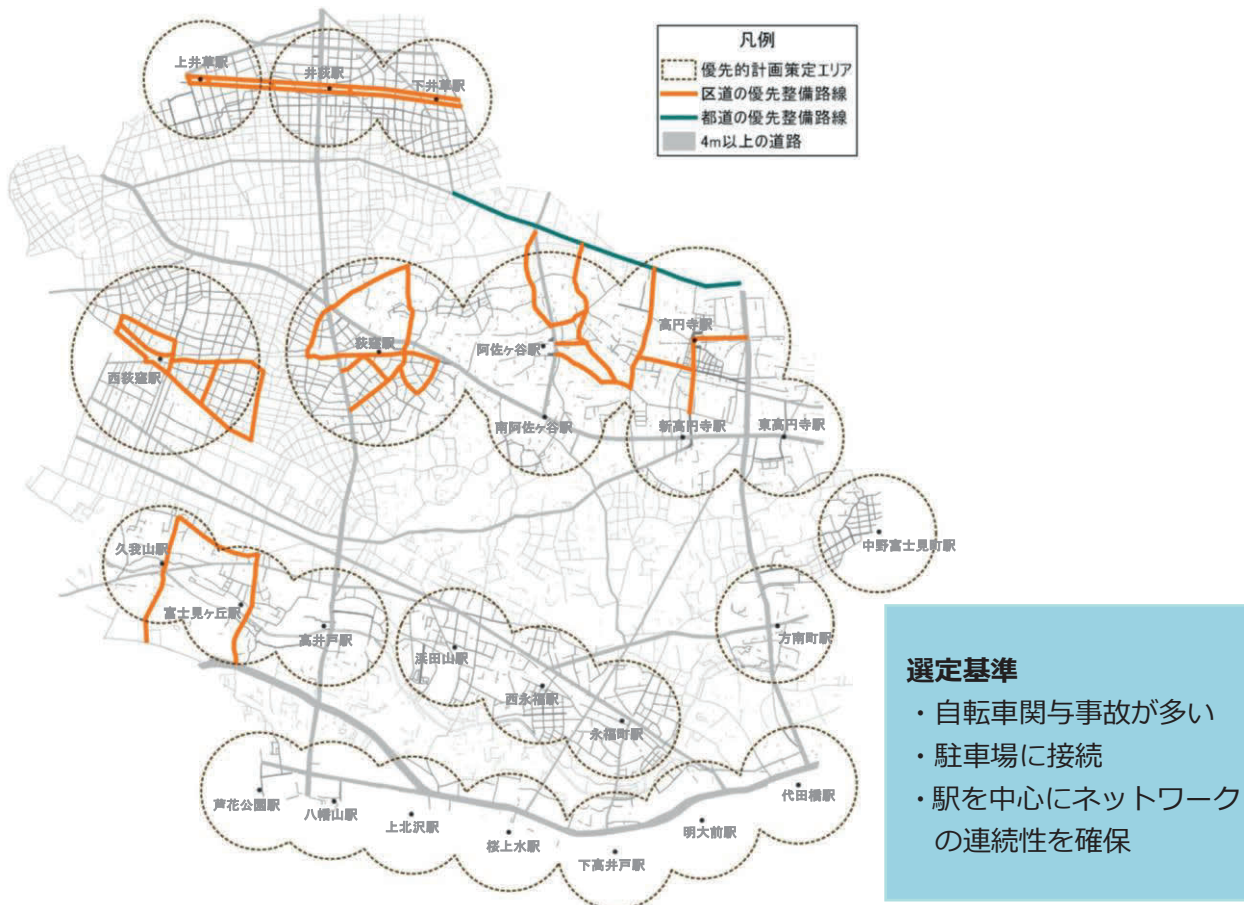 凡例
優先的計画策定エリア
区道の優先整備路線
都道の優先整備路線
4m以上の道路
上井草駅
井荻駅
下井草駅
高円寺駅
阿佐ヶ谷駅
荻窪駅
西荻窪駅
南阿佐ヶ谷駅
新高円寺駅
東高円寺駅
中野富士見町駅
久我山駅
富士見ヶ丘駅
高井戸駅
浜田山駅
西永福駅
永福町駅
方南町駅
芦花公園駅
八幡山駅
上北沢駅
桜上水駅
下高井戸駅
明大前駅
代田橋駅
選定基準
・自転車関与事故が多い
・駐車場に接続
・駅を中心にネットワーク
の連続性を確保